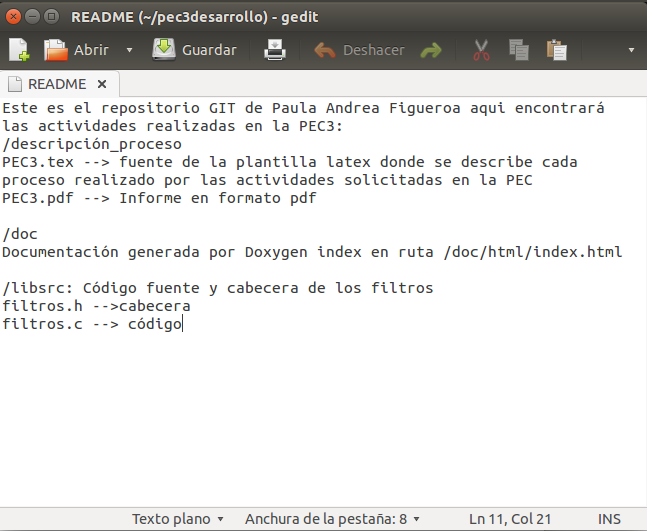 README (~/pec3desarrollo) - gedit
Abrir Guardar Deshacer
README
Este es el repositorio GIT de Paula Andrea Figueroa aqui encontrará
las actividades realizadas en la PEC3:
/descripción_proceso
PEC3.tex --> fuente de la plantilla latex donde se describe cada
proceso realizado por las actividades solicitadas en la PEC
PEC3.pdf --> Informe en formato pdf
/doc
Documentación generada por Doxygen index en ruta /doc/html/index.html
/libsrc: Código fuente y cabecera de los filtros
filtros.h -->cabecera
filtros.c --> código
Texto plano Anchura de la pestaña: 8 Ln 11, Col 21 INS